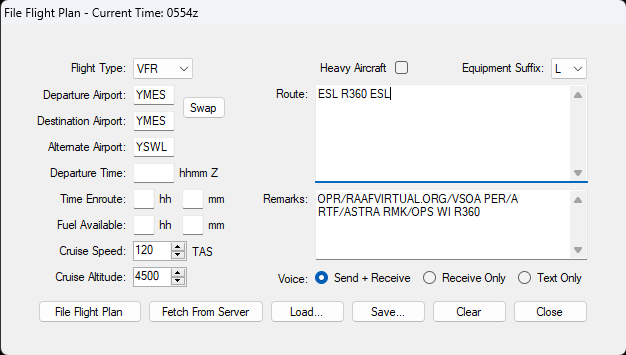 File Flight Plan - Current Time: 0554z
Flight Type: VFR
Heavy Aircraft
Equipment Suffix: L
Departure Airport: YMES
Swap
Destination Airport: YMES
Alternate Airport: YSWL
Departure Time: hhmm Z
Time Enroute: hh mm
Fuel Available: hh mm
Cruise Speed: 120 TAS
Cruise Altitude: 4500
Route: ESL R360 ESL
Remarks: OPR/RAAFVIRTUAL.ORG/VSOA PER/A
RTF/ASTRA RMK/OPS WI R360
Voice: Send + Receive Receive Only Text Only
File Flight Plan Fetch From Server Load... Save... Clear Close